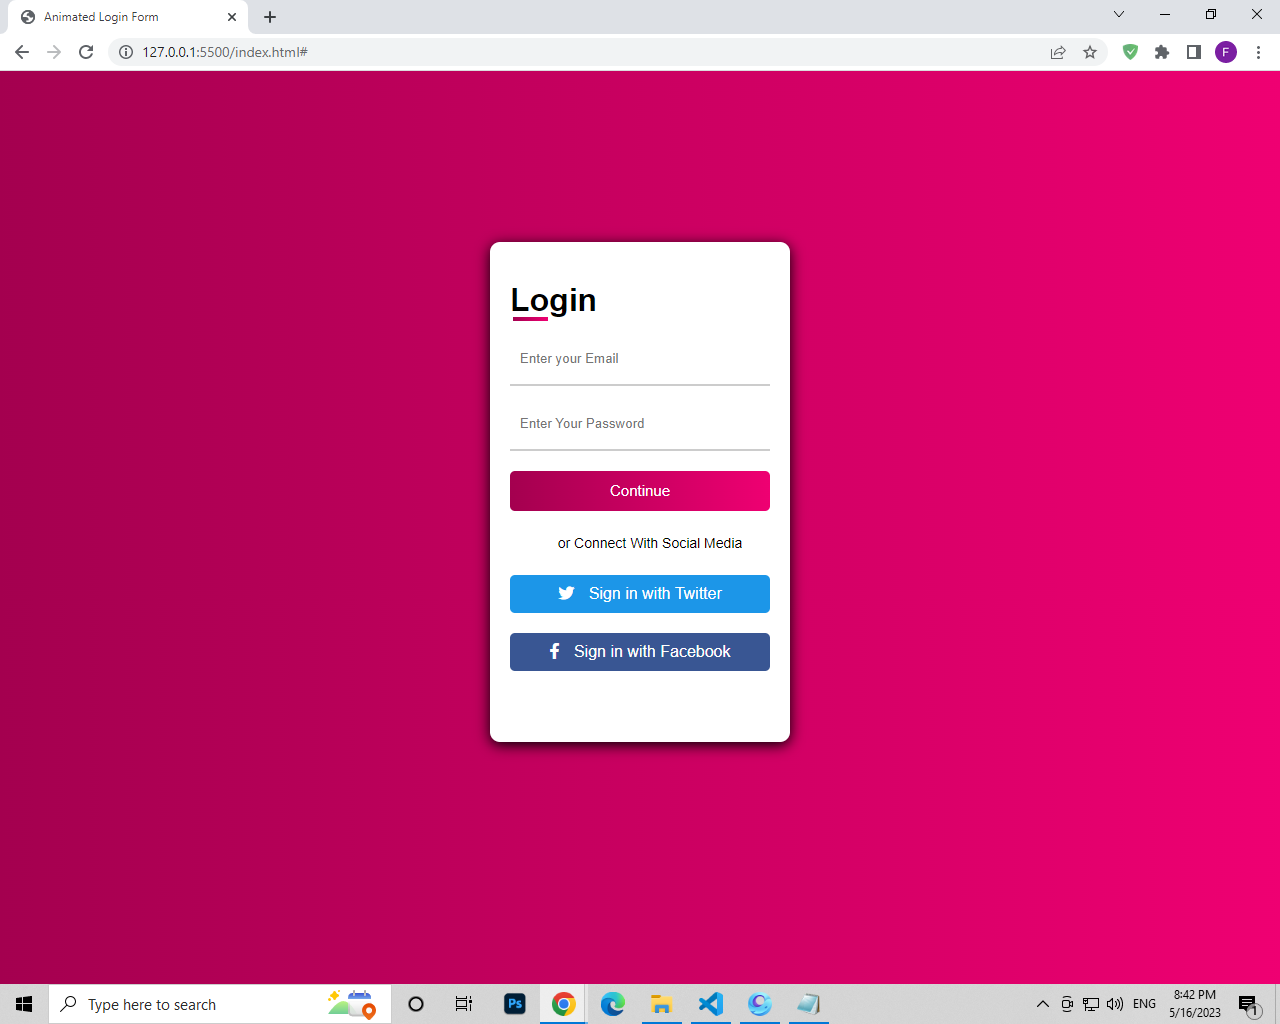 Animated Login Form
127.0.0.1:5500/index.html#
F
Login
Enter your Email
Enter Your Password
Continue
or Connect With Social Media
Sign in with Twitter
Sign in with Facebook
Type here to search
Ps
ENG
8:42 PM
5/16/2023
1